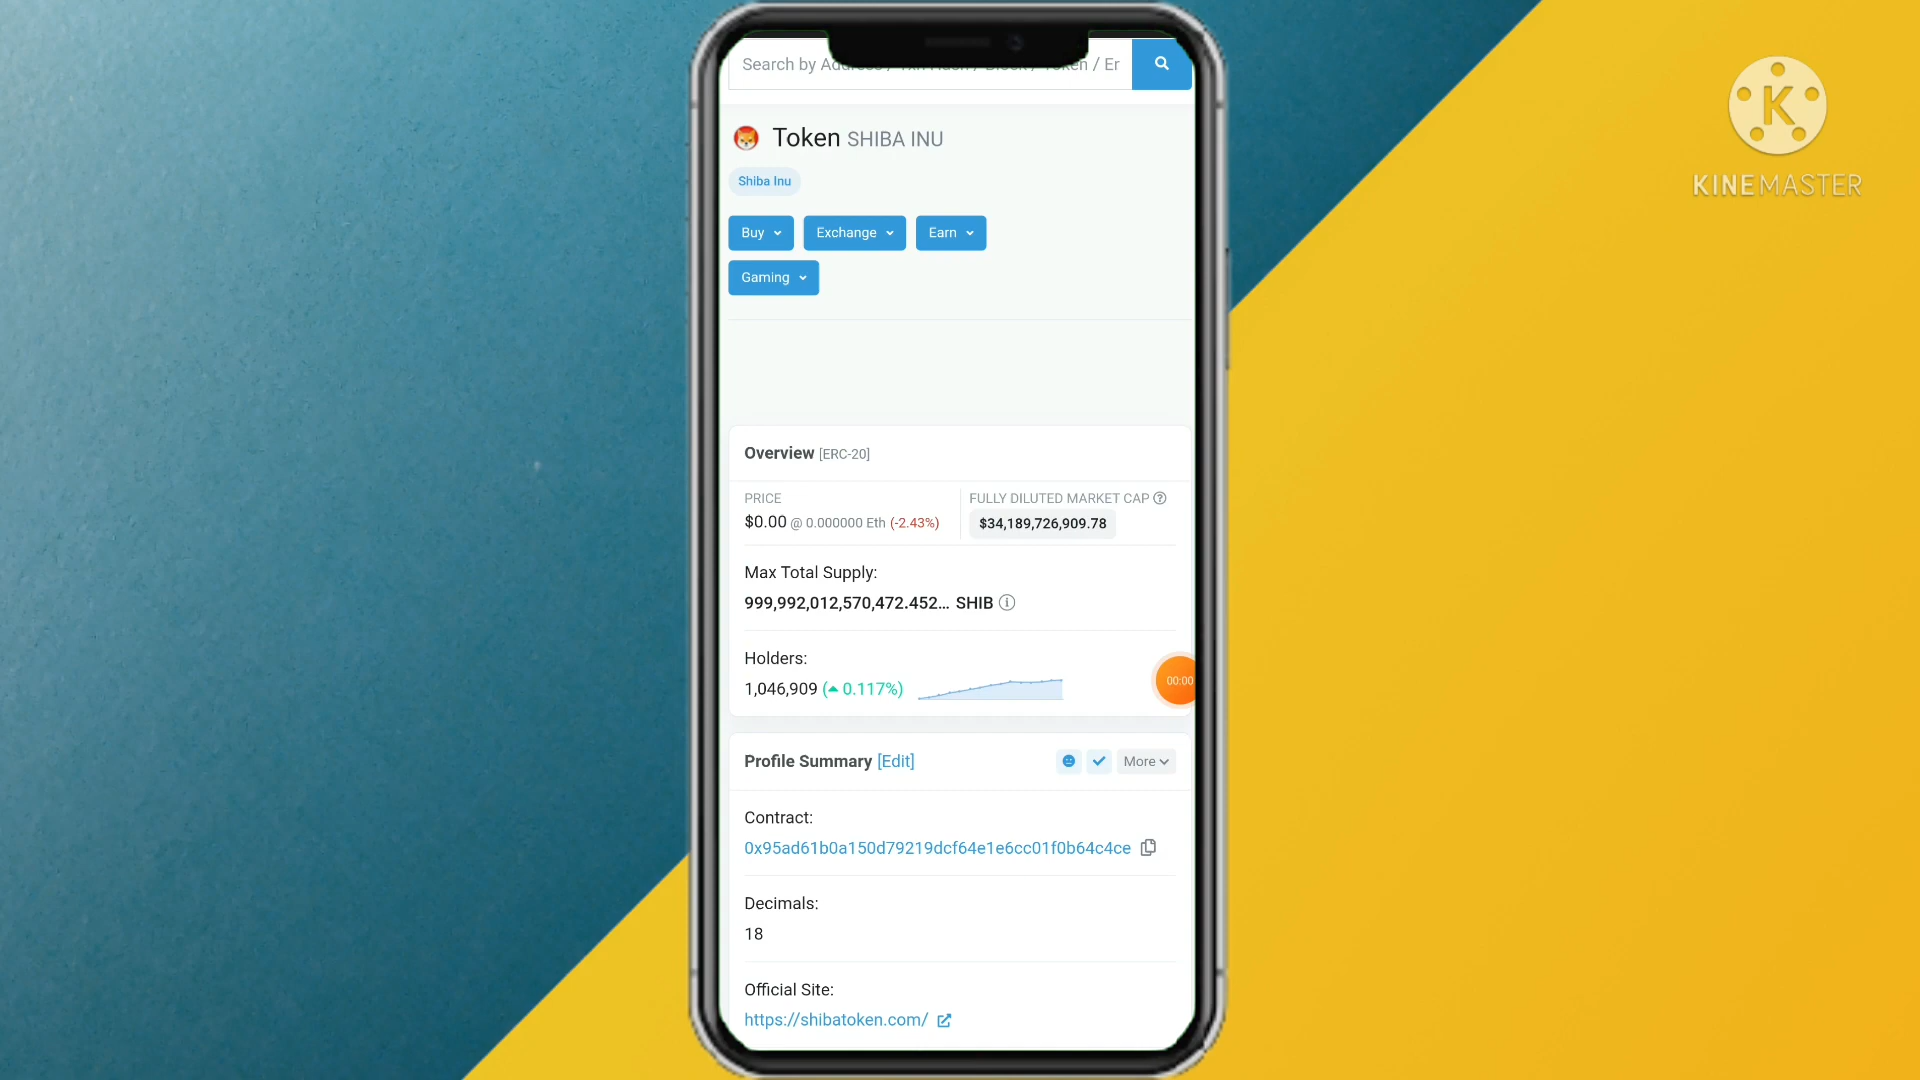 Search by Ad / Token / Er
KINEMASTER
Token SHIBA INU
Shiba Inu
Buy Exchange Earn
Gaming
Overview [ERC-20]
PRICE
$0.00 @ 0.000000 Eth (-2.43%)
FULLY DILUTED MARKET CAP
$34,189,726,909.78
Max Total Supply:
999,992,012,570,472.452... SHIB
Holders:
1,046,909 (0.117%)
00:00
Profile Summary [Edit]
More
Contract:
0x95ad61b0a150d79219dcf64e1e6cc01f0b64c4ce
Decimals:
18
Official Site:
https://shibatoken.com/